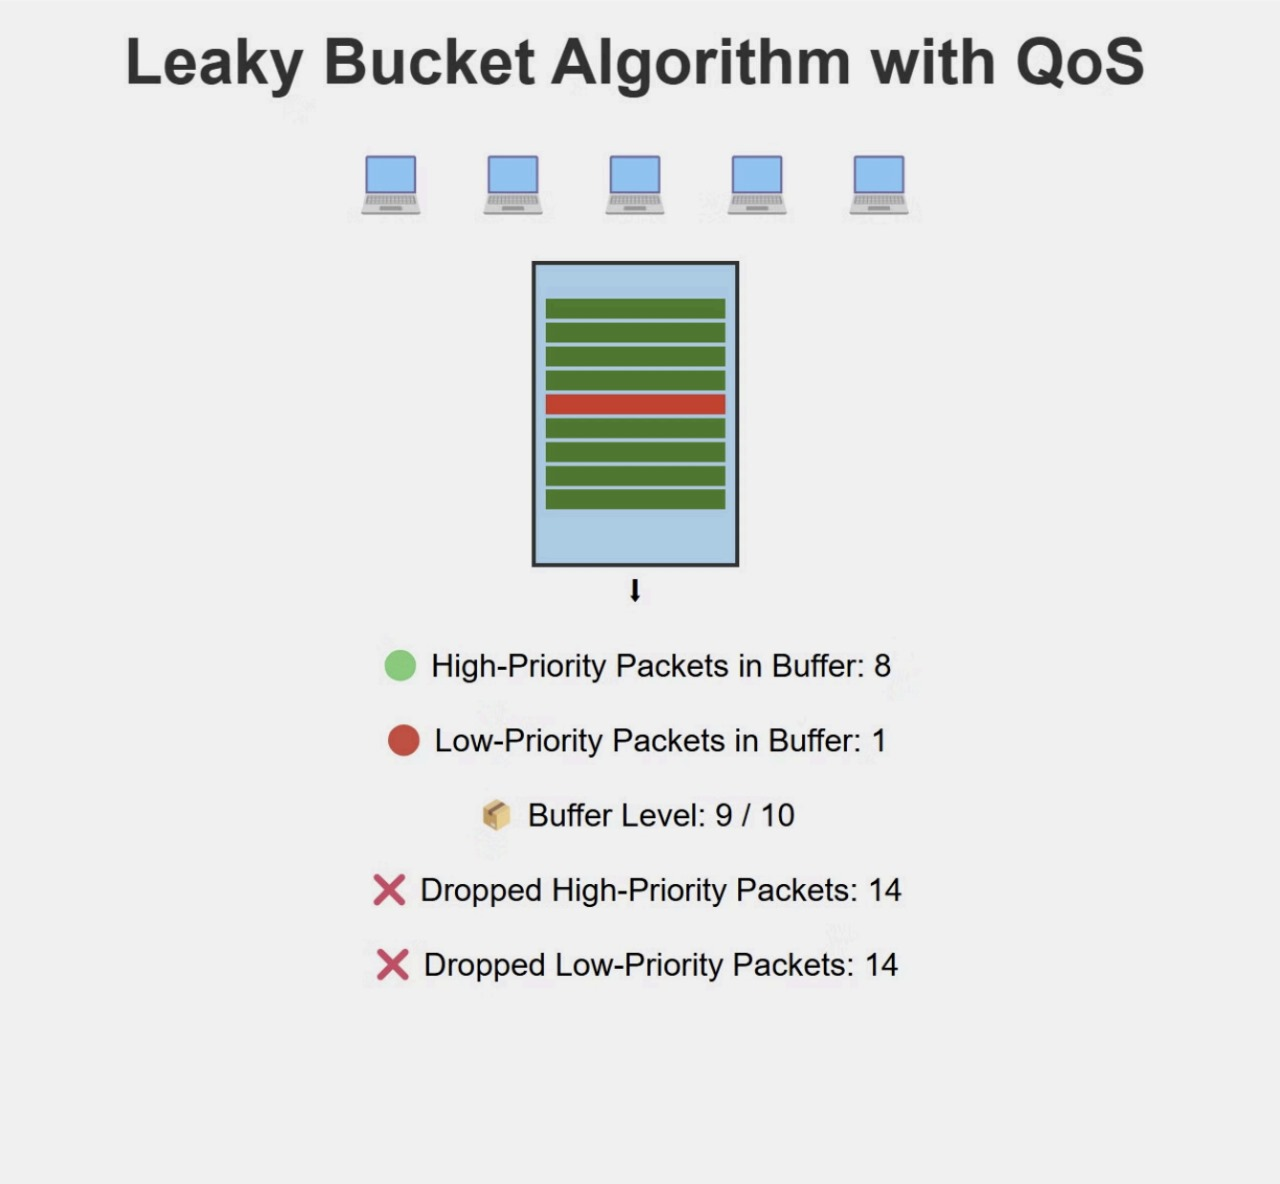 Leaky Bucket Algorithm with QoS
High-Priority Packets in Buffer: 8
Low-Priority Packets in Buffer: 1
Buffer Level: 9 / 10
Dropped High-Priority Packets: 14
Dropped Low-Priority Packets: 14